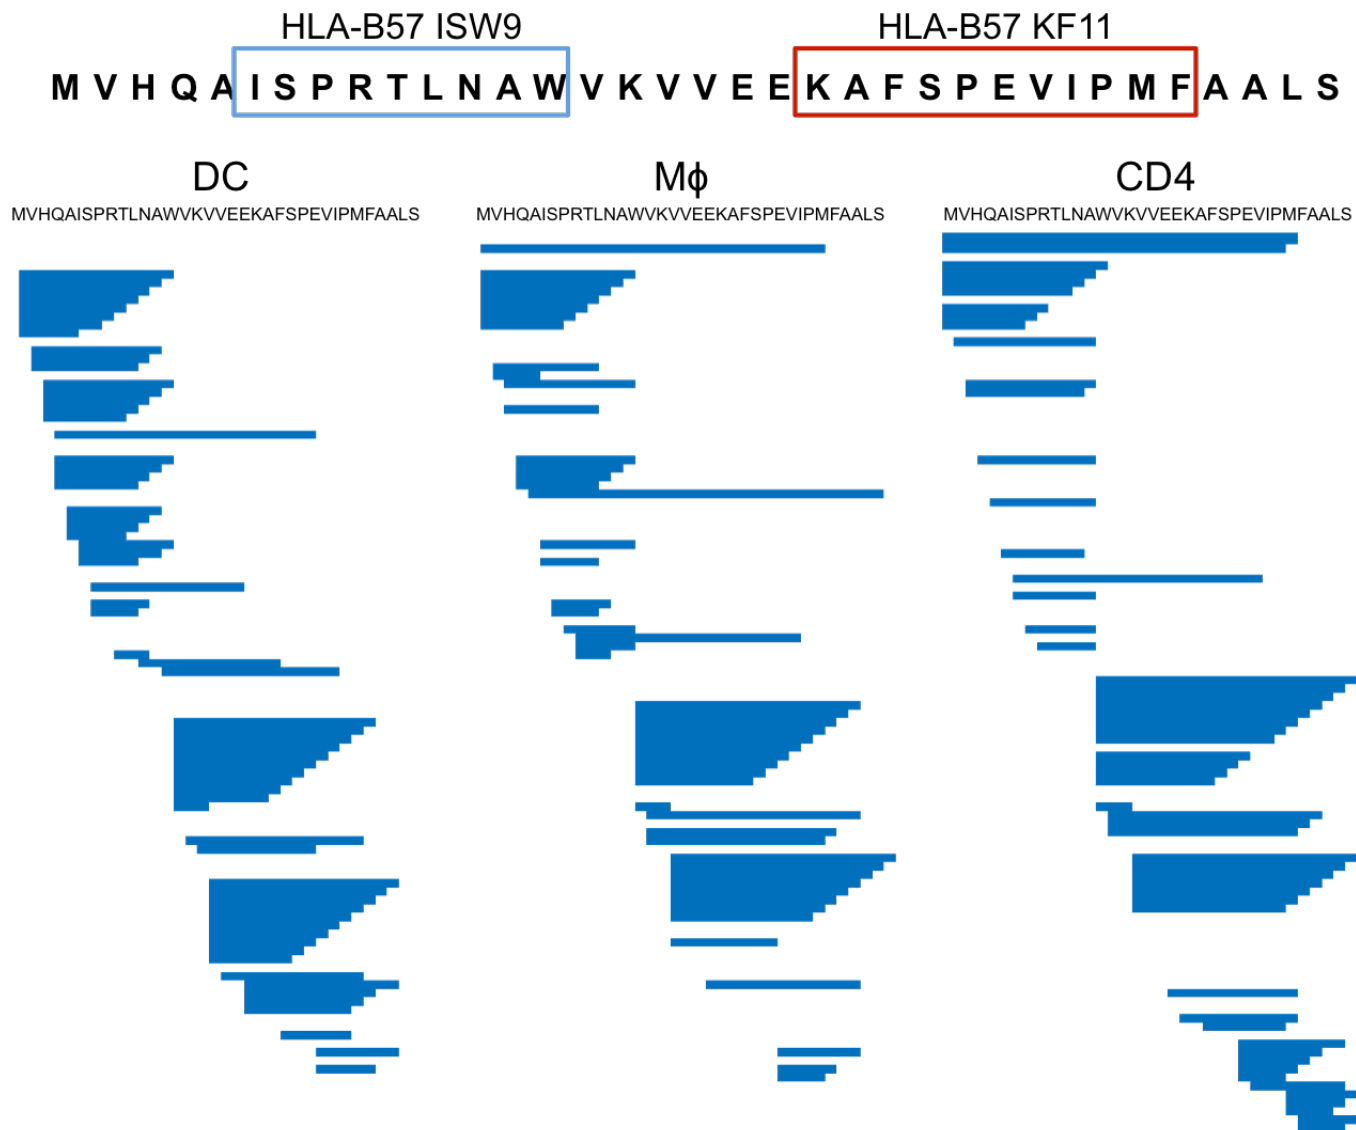 HLA-B57 ISW9 HLA-B57 KF11
M V H Q A I S P R T L N A W V K V V E E K A F S P E V I P M F A A L S
DC Mϕ CD4
MVHQAISPRTLNAWVKVVEEKAFSPEVIPMFAALS MVHQAISPRTLNAWVKVVEEKAFSPEVIPMFAALS MVHQAISPRTLNAWVKVVEEKAFSPEVIPMFAALS